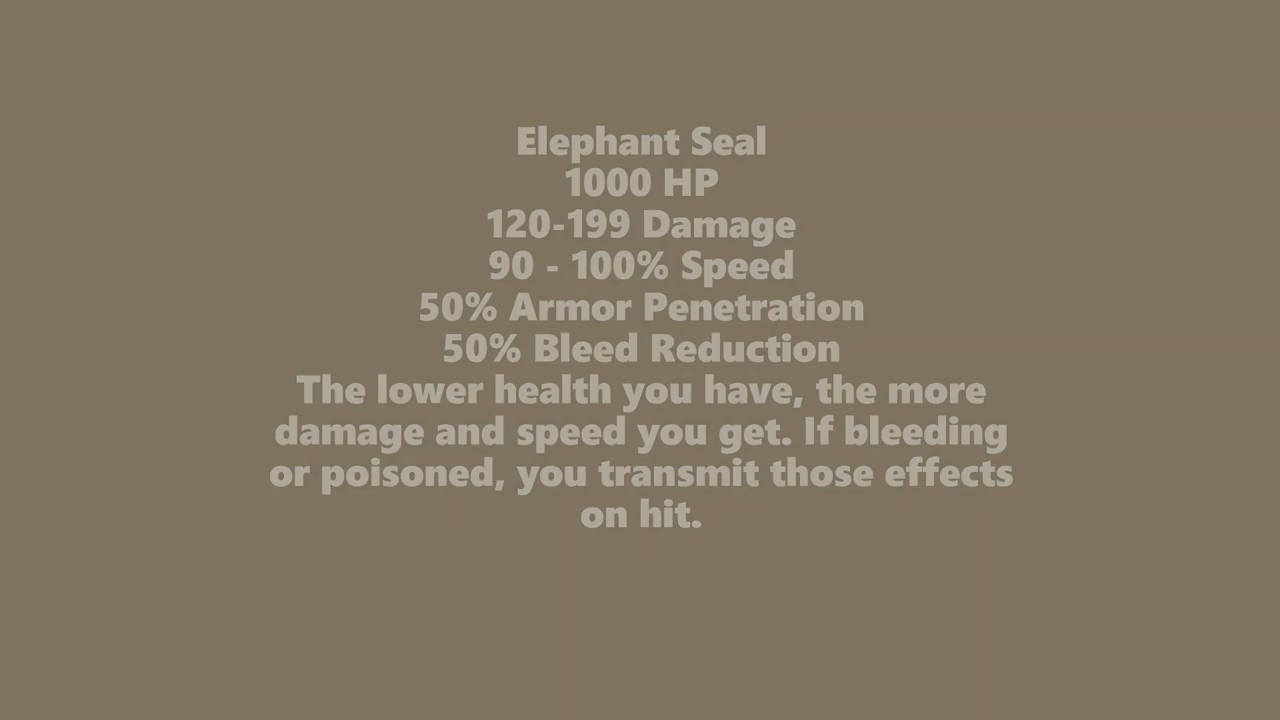 Elephant Seal
1000 HP
120-199 Damage
90 - 100% Speed
50% Armor Penetration
50% Bleed Reduction
The lower health you have, the more
damage and speed you get. If bleeding
or poisoned, you transmit those effects
on hit.